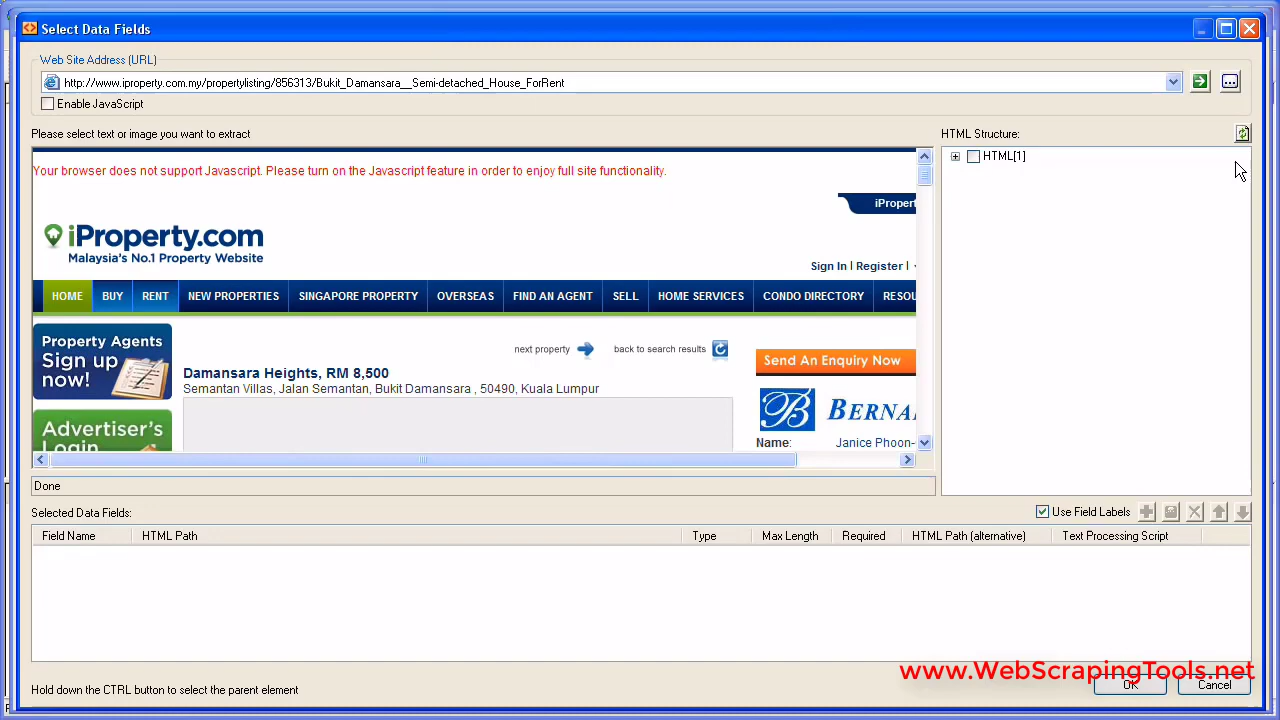 Select Data Fields
Web Site Address (URL)
http://www.iproperty.com.my/propertylisting/856313/Bukit_Damansara__Semi-detached_House_ForRent
Enable JavaScript
Please select text or image you want to extract
HTML Structure:
Your browser does not support Javascript. Please turn on the Javascript feature in order to enjoy full site functionality.
HTML[1]
iPropert
iProperty.com
Malaysia's No.1 Property Website
Sign In | Register |
HOME BUY RENT NEW PROPERTIES SINGAPORE PROPERTY OVERSEAS FIND AN AGENT SELL HOME SERVICES CONDO DIRECTORY RESOU
Property Agents
Sign up
now!
next property back to search results
Send An Enquiry Now
Damansara Heights, RM 8,500
Semantan Villas, Jalan Semantan, Bukit Damansara , 50490, Kuala Lumpur
B BERNA
Advertiser's
Login
Name: Janice Phoon-
Done
Selected Data Fields:
Use Field Labels
Field Name HTML Path Type Max Length Required HTML Path (alternative) Text Processing Script
www.WebScrapingTools.net
Hold down the CTRL button to select the parent element
OK Cancel